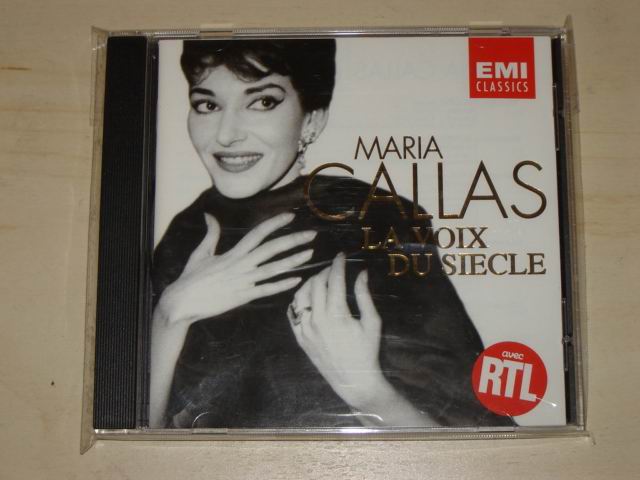 EMI
CLASSICS
MARIA
CALLAS
LA VOIX
DU SIECLE
avec
RTL